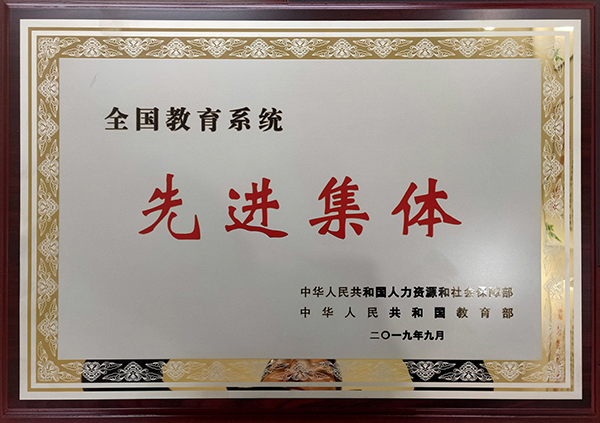 全国教育系统
先进集体
中华人民共和国人力资源和社会保障部
中华人民共和国教育部
二〇一九年九月